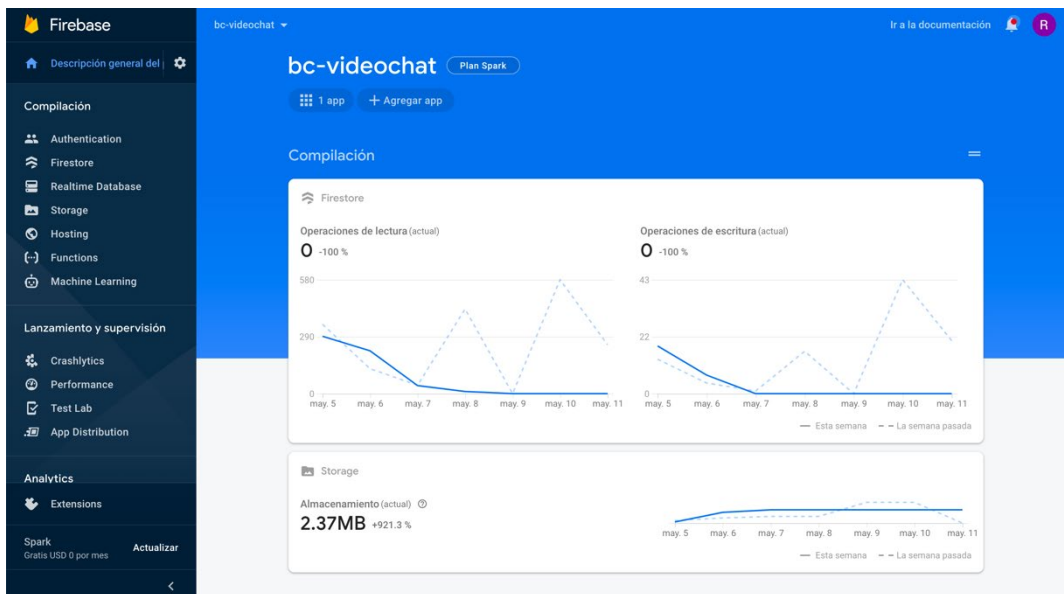 Firebase
bc-videochat
Ir a la documentación
R
Descripción general del
bc-videochat
Plan Spark
1 app
+ Agregar app
Compilación
Authentication
Firestore
Realtime Database
Storage
Hosting
Functions
Machine Learning
Lanzamiento y supervisión
Crashlytics
Performance
Test Lab
App Distribution
Analytics
Extensions
Spark
Gratis USD 0 por mes
Actualizar
Compilación
Firestore
Operaciones de lectura (actual)
0 -100 %
580
290
0
may. 5 may. 6 may. 7 may. 8 may. 9 may. 10 may. 11
Operaciones de escritura (actual)
0 -100 %
43
22
0
may. 5 may. 6 may. 7 may. 8 may. 9 may. 10 may. 11
Esta semana La semana pasada
Storage
Almacenamiento (actual)
2.37MB +921.3 %
may. 5 may. 6 may. 7 may. 8 may. 9 may. 10 may. 11
Esta semana La semana pasada